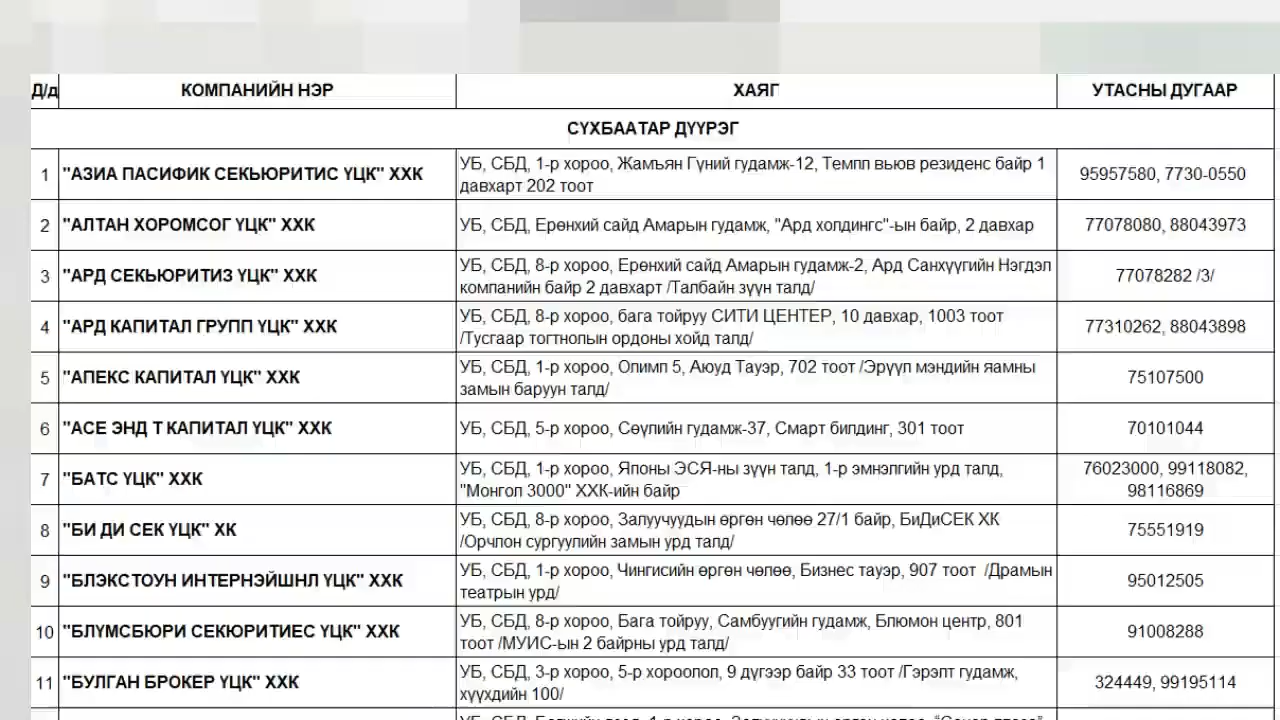 Д/д КОМПАНИЙН НЭР ХАЯГ УТАСНЫ ДУГААР
СҮХБААТАР ДҮҮРЭГ
1 "АЗИА ПАСИФИК СЕКЬЮРИТИС ҮЦК" ХХК УБ, СБД, 1-р хороо, Жамъян Гүний гудамж-12, Темпл вьюв резиденс байр 1
давхарт 202 тоот 95957580, 7730-0550
2 "АЛТАН ХОРОМСОГ ҮЦК" ХХК УБ, СБД, Ерөнхий сайд Амарын гудамж, "Ард холдингс"-ын байр, 2 давхар 77078080, 88043973
3 "АРД СЕКЬЮРИТИЗ ҮЦК" ХХК УБ, СБД, 8-р хороо, Ерөнхий сайд Амарын гудамж-2, Ард Санхүүгийн Нэгдэл
компанийн байр 2 давхарт /Талбайн зүүн талд/ 77078282 /3/
4 "АРД КАПИТАЛ ГРУПП ҮЦК" ХХК УБ, СБД, 8-р хороо, бага тойруу СИТИ ЦЕНТЕР, 10 давхар, 1003 тоот
/Тусгаар тогтнолын ордоны хойд талд/ 77310262, 88043898
5 "АПЕКС КАПИТАЛ ҮЦК" ХХК УБ, СБД, 1-р хороо, Олимп 5, Аюуд Тауэр, 702 тоот /Эрүүл мэндийн яамны
замын баруун талд/ 75107500
6 "АСЕ ЭНД Т КАПИТАЛ ҮЦК" ХХК УБ, СБД, 5-р хороо, Сөүлийн гудамж-37, Смарт билдинг, 301 тоот 70101044
7 "БАТС ҮЦК" ХХК УБ, СБД, 1-р хороо, Японы ЭСЯ-ны зүүн талд, 1-р эмнэлгийн урд талд,
"Монгол 3000" ХХК-ийн байр 76023000, 99118082,
98116869
8 "БИ ДИ СЕК ҮЦК" ХК УБ, СБД, 8-р хороо, Залуучуудын өргөн чөлөө 27/1 байр, БиДиСЕК ХК
/Орчлон сургуулийн замын урд талд/ 75551919
9 "БЛЭКСТОУН ИНТЕРНЭЙШНЛ ҮЦК" ХХК УБ, СБД, 1-р хороо, Чингисийн өргөн чөлөө, Бизнес тауэр, 907 тоот /Драмын
театрын урд/ 95012505
10 "БЛҮМСБЮРИ СЕКЮРИТИЕС ҮЦК" ХХК УБ, СБД, 8-р хороо, Бага тойруу, Самбуугийн гудамж, Блюмон центр, 801
тоот /МУИС-ын 2 байрны урд талд/ 91008288
11 "БУЛГАН БРОКЕР ҮЦК" ХХК УБ, СБД, 3-р хороо, 5-р хороолол, 9 дүгээр байр 33 тоот /Гэрэлт гудамж,
хүүхдийн 100/ 324449, 99195114